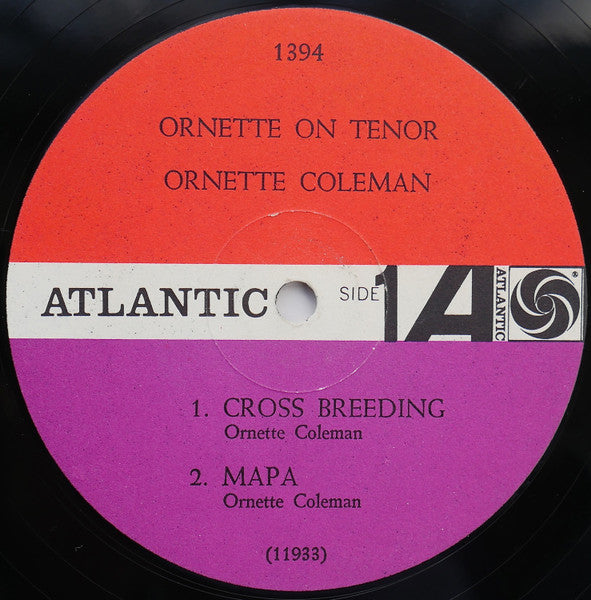 1394
ORNETTE ON TENOR
ORNETTE COLEMAN
ATLANTIC SIDE 1 A ATLANTIC ®
1. CROSS BREEDING
Ornette Coleman
2. MAPA
Ornette Coleman
(11933)